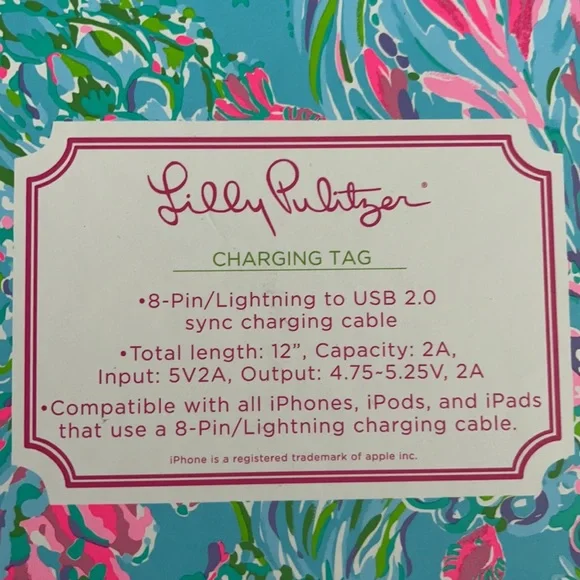 Lilly Pulitzer®
CHARGING TAG
•8-Pin/Lightning to USB 2.0
sync charging cable
•Total length: 12”, Capacity: 2A,
Input: 5V2A, Output: 4.75~5.25V, 2A
•Compatible with all iPhones, iPods, and iPads
that use a 8-Pin/Lightning charging cable.
iPhone is a registered trademark of apple inc.